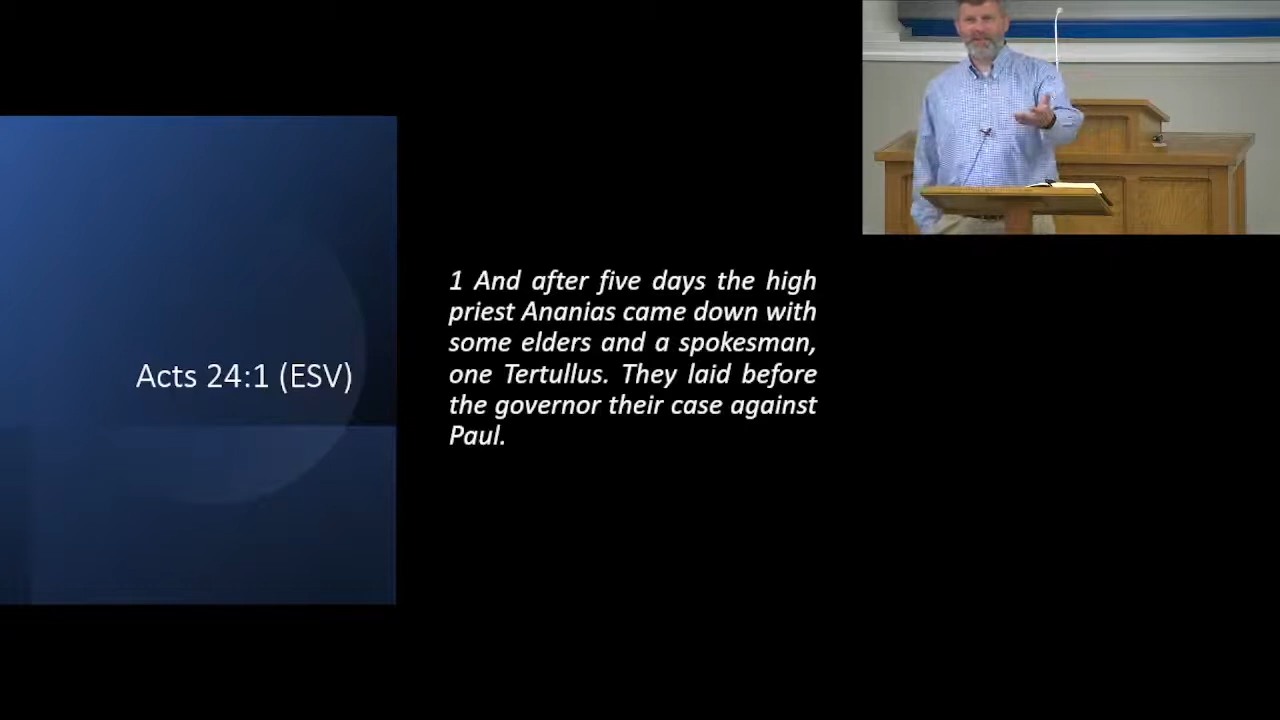 Acts 24:1 (ESV)
1 And after five days the high
priest Ananias came down with
some elders and a spokesman,
one Tertullus. They laid before
the governor their case against
Paul.